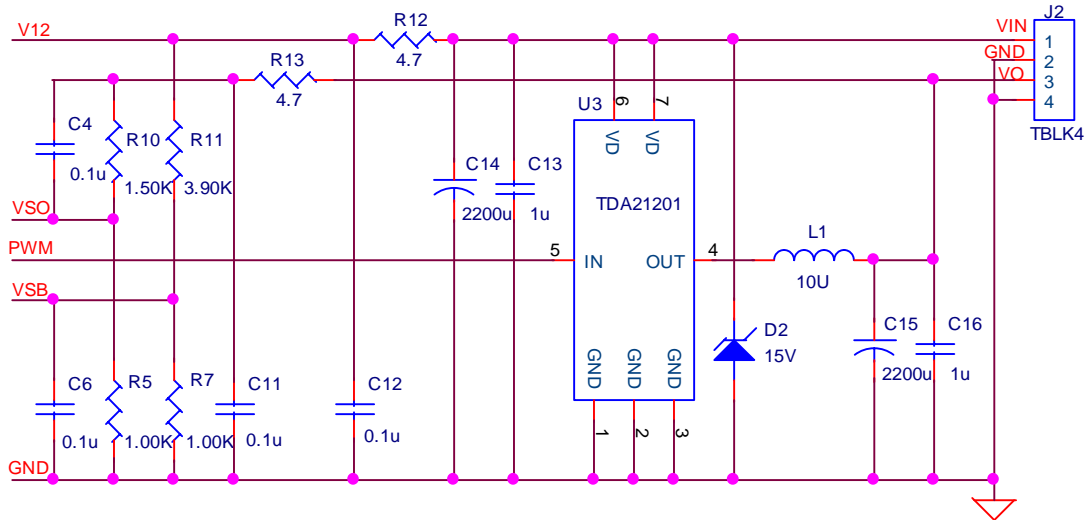 J2
V12
R12
VIN
1
GND
2
VO
3
4
TBLK4
4.7
R13
4.7
U3
6
7
VD
VD
C4
0.1u
R10
1.50K
R11
3.90K
C14
2200u
C13
1u
TDA21201
VSO
PWM
5
IN
OUT
4
L1
10U
VSB
D2
15V
C15
2200u
C16
1u
GND
GND
GND
C6
0.1u
R5
1.00K
R7
1.00K
C11
0.1u
C12
0.1u
1
2
3
GND